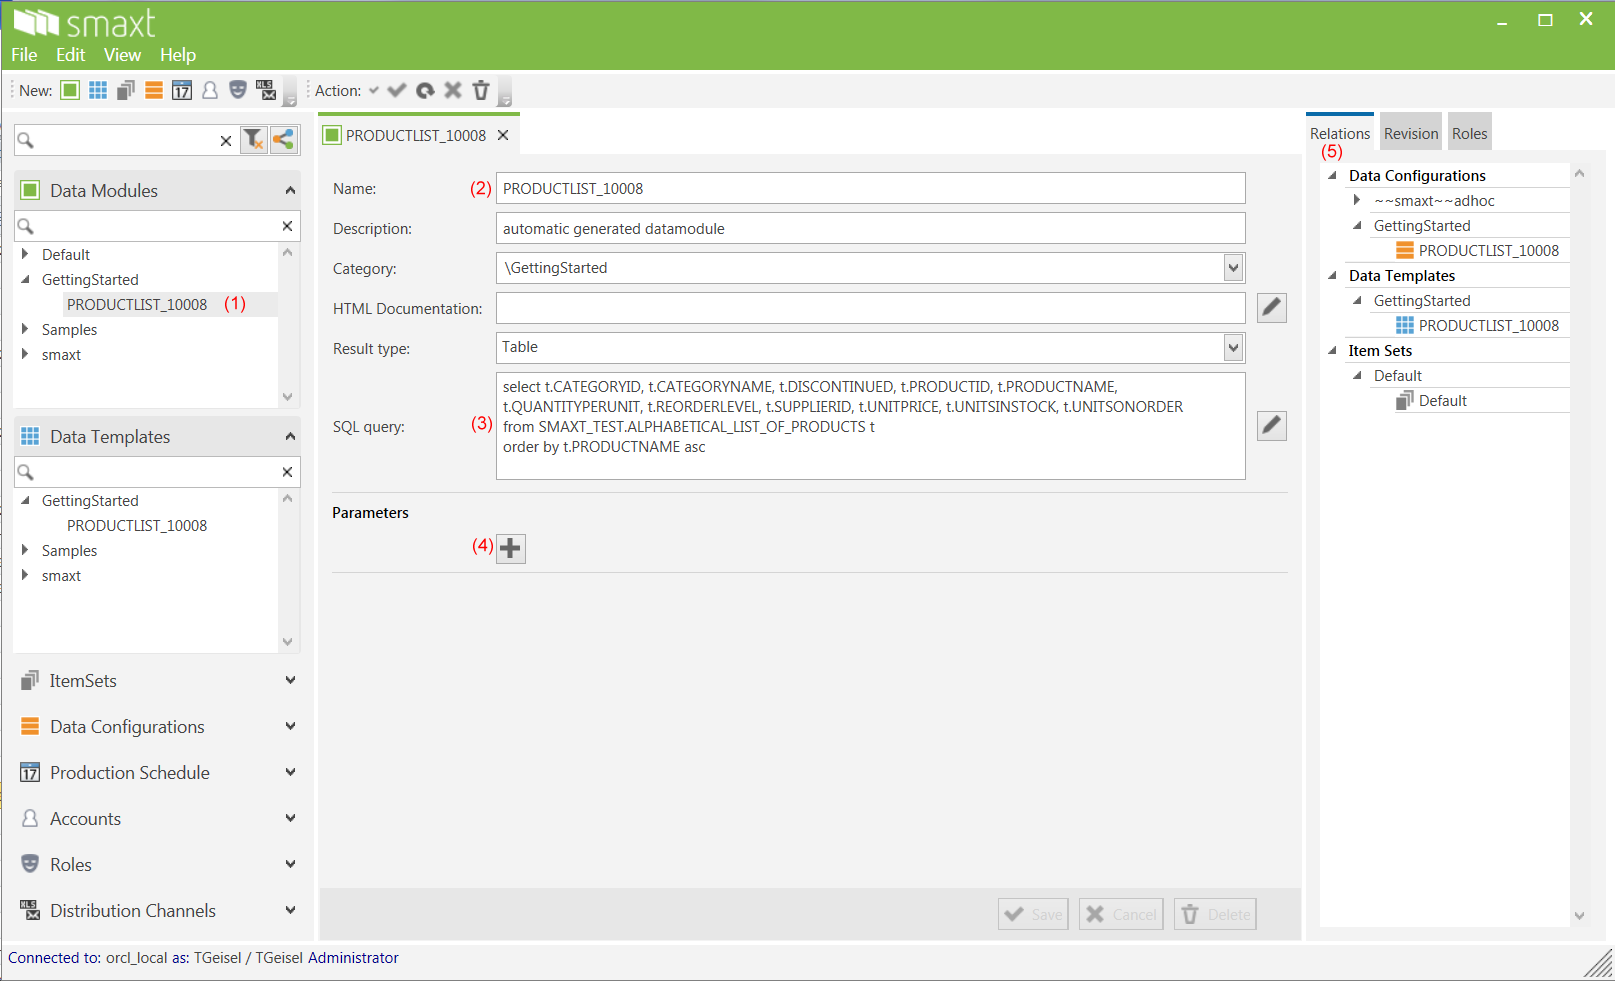 smaxt
File Edit View Help
New: 17 XLS Action:
Data Modules
Default
GettingStarted
PRODUCTLIST_10008 (1)
Samples
smaxt
Data Templates
GettingStarted
PRODUCTLIST_10008
Samples
smaxt
ItemSets
Data Configurations
17 Production Schedule
Accounts
Roles
XLS Distribution Channels
PRODUCTLIST_10008
Name: (2) PRODUCTLIST_10008
Description: automatic generated datamodule
Category: \GettingStarted
HTML Documentation:
Result type: Table
SQL query: (3)
select t.CATEGORYID, t.CATEGORYNAME, t.DISCONTINUED, t.PRODUCTID, t.PRODUCTNAME,
t.QUANTITYPERUNIT, t.REORDERLEVEL, t.SUPPLIERID, t.UNITPRICE, t.UNITSINSTOCK, t.UNITSONORDER
from SMAXT_TEST.ALPHABETICAL_LIST_OF_PRODUCTS t
order by t.PRODUCTNAME asc
Parameters
(4)
Save Cancel Delete
Relations Revision Roles
(5)
Data Configurations
~~smaxt~~adhoc
GettingStarted
PRODUCTLIST_10008
Data Templates
GettingStarted
PRODUCTLIST_10008
Item Sets
Default
Default
Connected to: orcl_local as: TGeisel / TGeisel Administrator